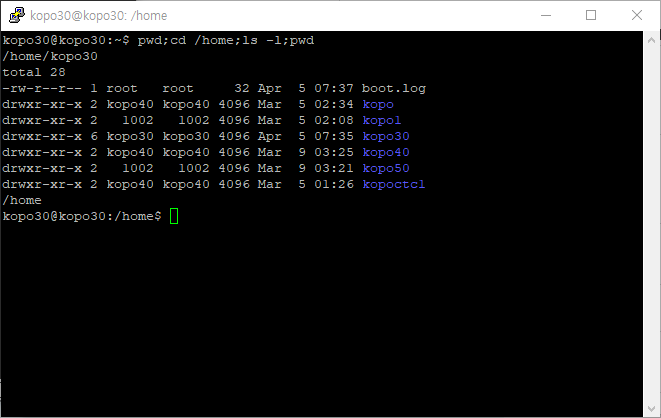 kopo30@kopo30: /home
kopo30@kopo30:~$ pwd;cd /home;ls -l;pwd
/home/kopo30
total 28
-rw-r--r-- 1 root   root     32 Apr  5 07:37 boot.log
drwxr-xr-x 2 kopo40 kopo40 4096 Mar  5 02:34 kopo
drwxr-xr-x 2   1002   1002 4096 Mar  5 02:08 kopo1
drwxr-xr-x 6 kopo30 kopo30 4096 Apr  5 07:35 kopo30
drwxr-xr-x 2 kopo40 kopo40 4096 Mar  9 03:25 kopo40
drwxr-xr-x 2   1002   1002 4096 Mar  9 03:21 kopo50
drwxr-xr-x 2 kopo40 kopo40 4096 Mar  5 01:26 kopoctcl
/home
kopo30@kopo30:/home$